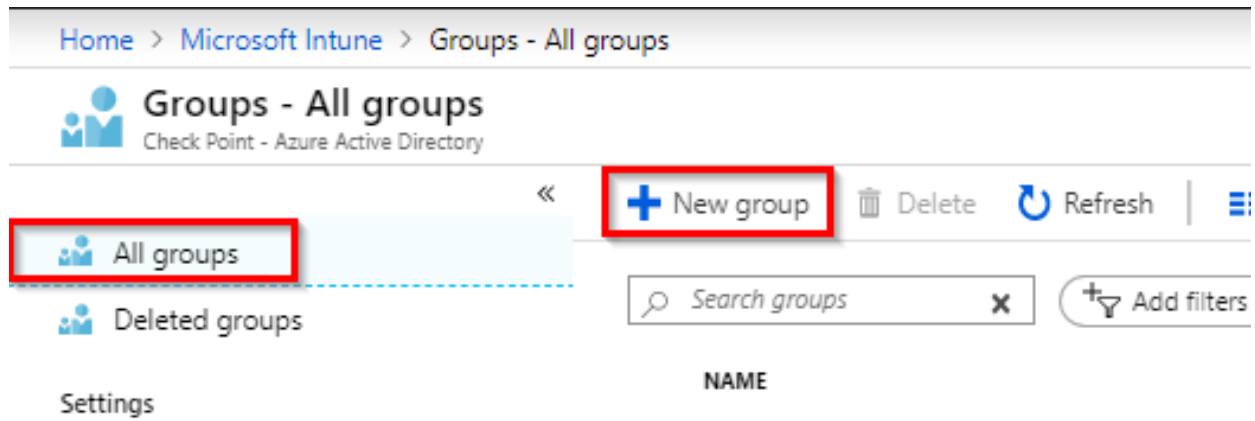 Home > Microsoft Intune > Groups - All groups
Groups - All groups
Check Point - Azure Active Directory
«
New group Delete Refresh
All groups
Search groups Add filters
Deleted groups
NAME
Settings